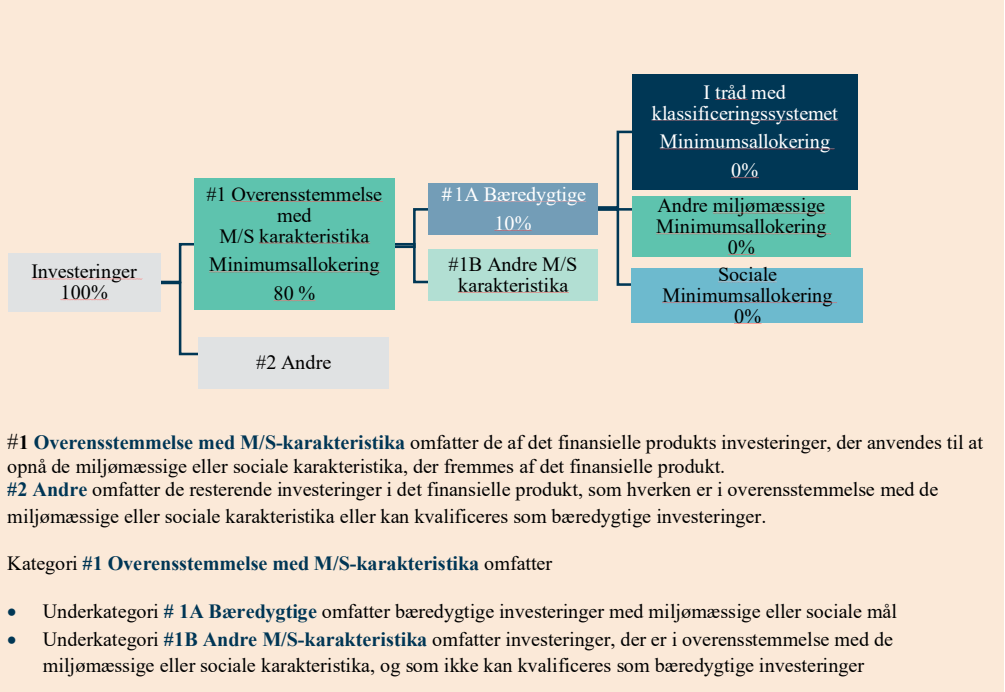 Investeringer
100%
#1 Overensstemmelse
med
M/S karakteristika
Minimumsallokering
80 %
#2 Andre
#1A Bæredygtige
10%
#1B Andre M/S
karakteristika
I tråd med
klassificeringssystemet
Minimumsallokering
0%
Andre miljømæssige
Minimumsallokering
0%
Sociale
Minimumsallokering
0%
#1 Overensstemmelse med M/S-karakteristika omfatter de af det finansielle produkts investeringer, der anvendes til at
opnå de miljømæssige eller sociale karakteristika, der fremmes af det finansielle produkt.
#2 Andre omfatter de resterende investeringer i det finansielle produkt, som hverken er i overensstemmelse med de
miljømæssige eller sociale karakteristika eller kan kvalificeres som bæredygtige investeringer.
Kategori #1 Overensstemmelse med M/S-karakteristika omfatter
• Underkategori # 1A Bæredygtige omfatter bæredygtige investeringer med miljømæssige eller sociale mål
• Underkategori #1B Andre M/S-karakteristika omfatter investeringer, der er i overensstemmelse med de
miljømæssige eller sociale karakteristika, og som ikke kan kvalificeres som bæredygtige investeringer